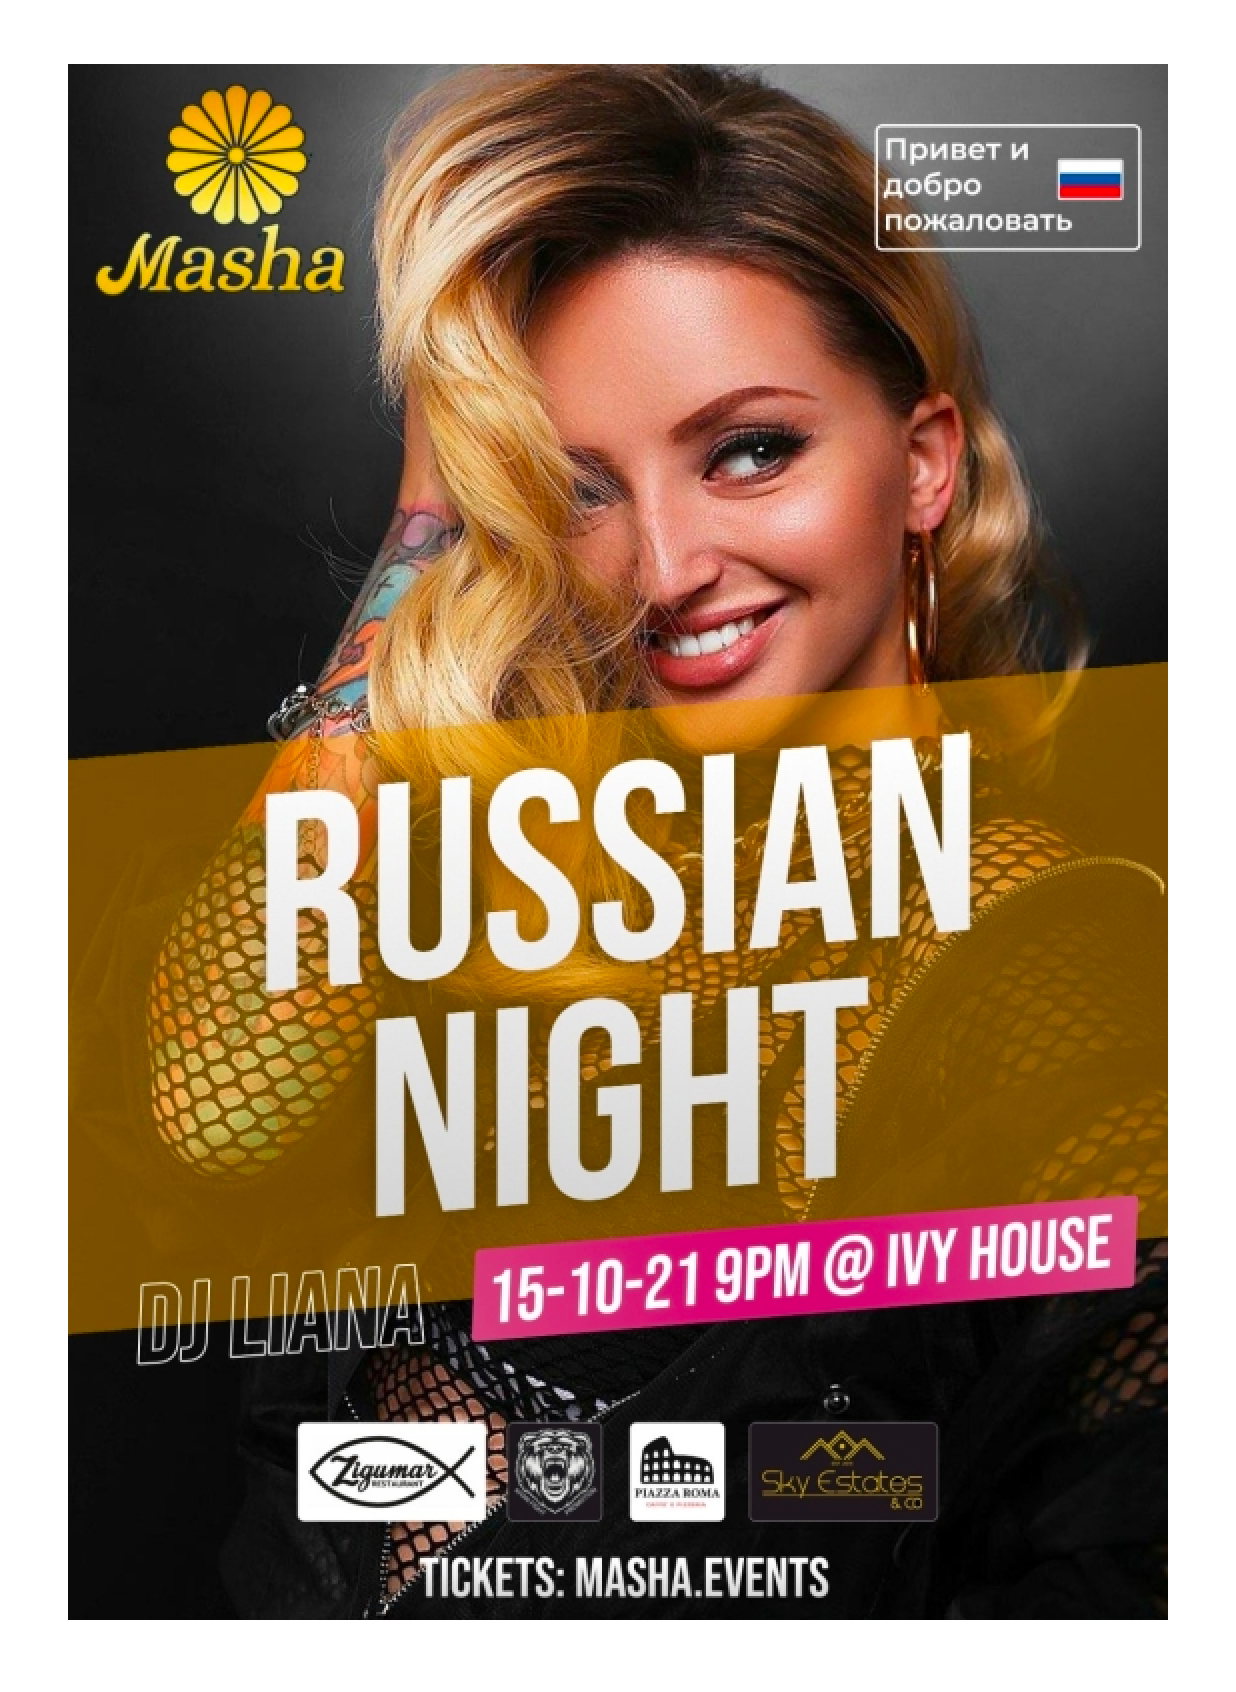 Masha
Привет и
добро
пожаловать
RUSSIAN
NIGHT
15-10-21 9PM @ IVY HOUSE
DJ LIANA
Zigumar
RESTAURANT
PIAZZA ROMA
Sky Estates
& CO
TICKETS: MASHA.EVENTS